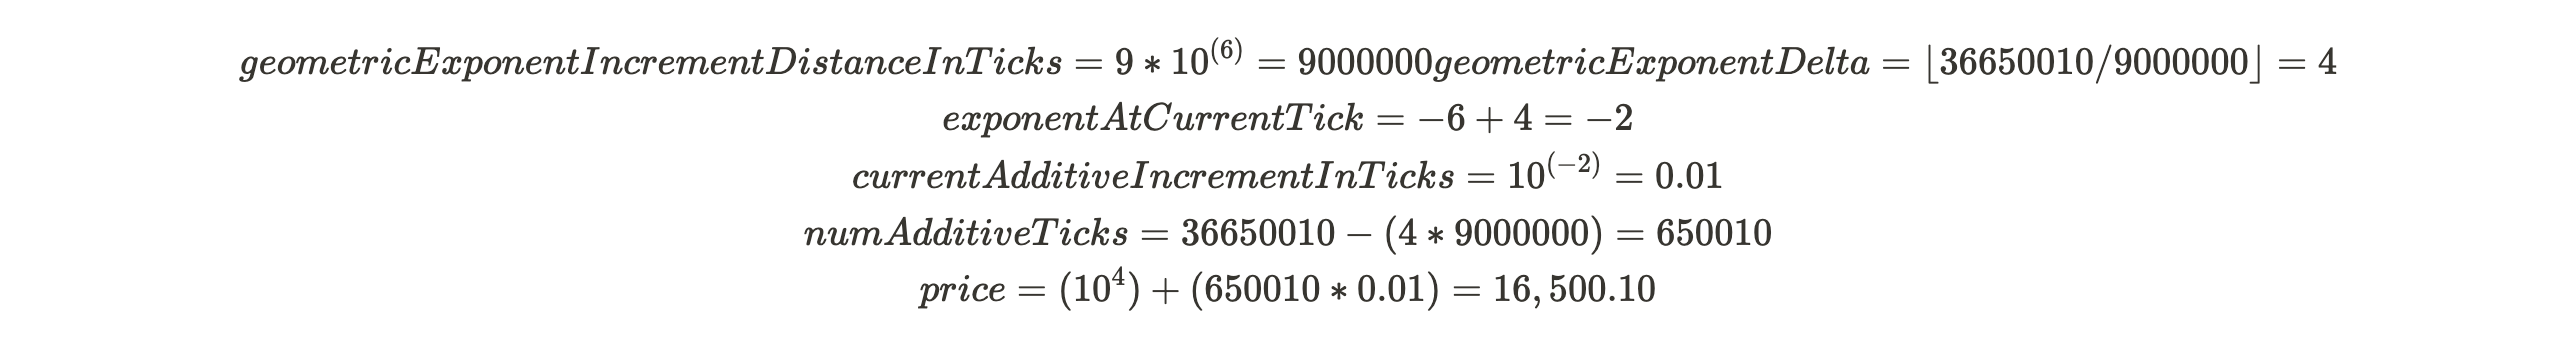 geometricExponentIncrementDistanceInTicks = 9 * 10^(6) = 9000000geometricExponentDelta = ⌊36650010/9000000⌋ = 4
exponentAtCurrentTick = −6 + 4 = −2
currentAdditiveIncrementInTicks = 10^(−2) = 0.01
numAdditiveTicks = 36650010 − (4 * 9000000) = 650010
price = (10^4) + (650010 * 0.01) = 16,500.10